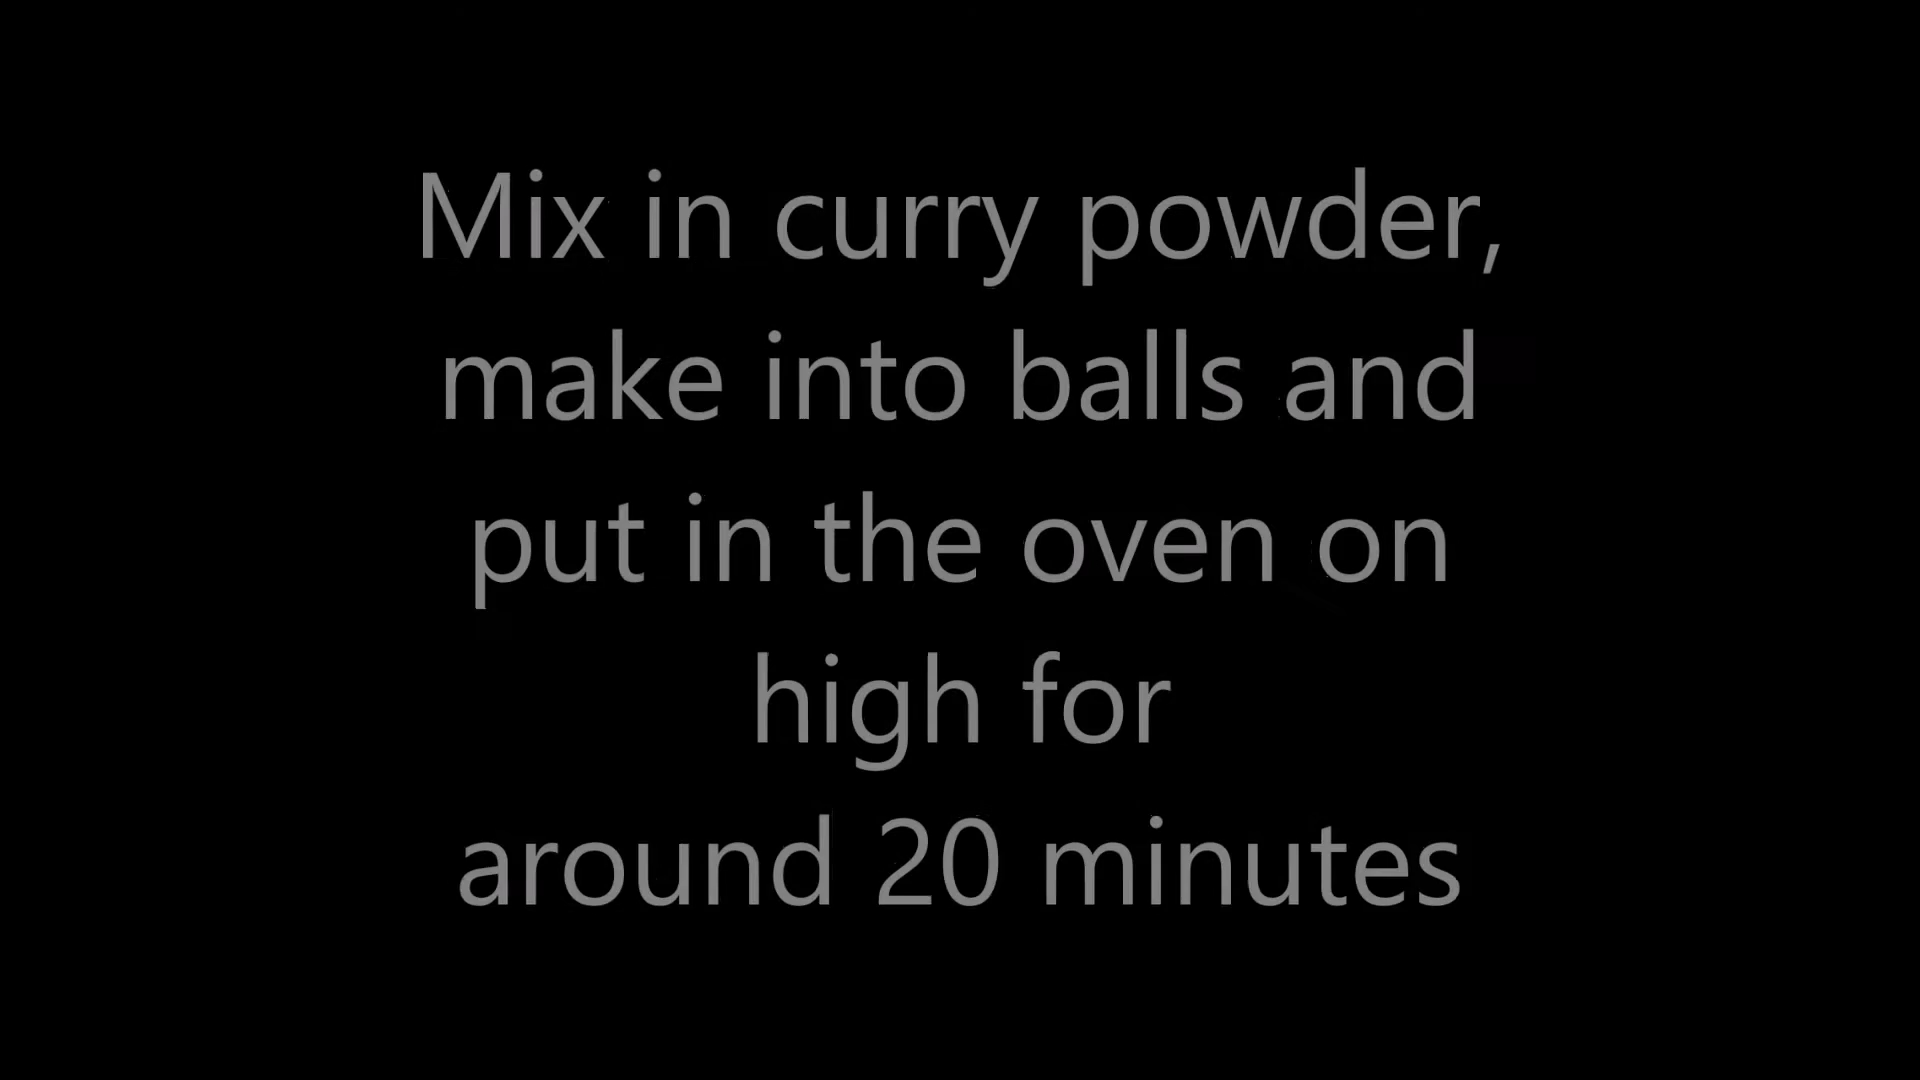 Mix in curry powder,
make into balls and
put in the oven on
high for
around 20 minutes